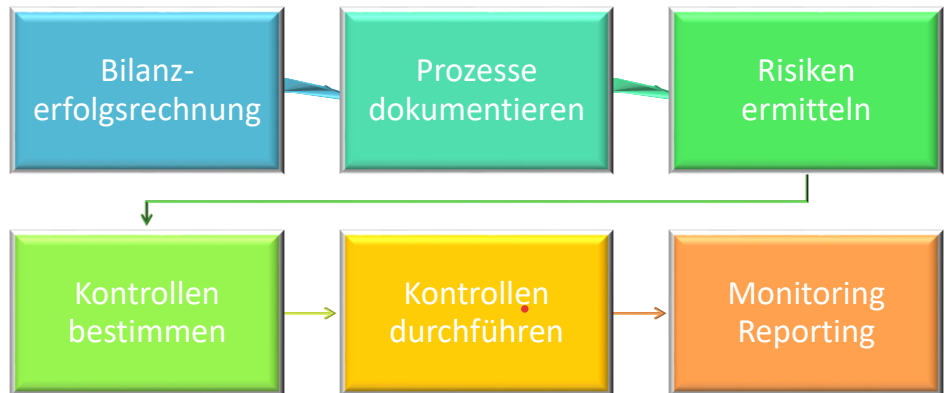 Bilanz-
erfolgsrechnung
Prozesse
dokumentieren
Risiken
ermitteln
Kontrollen
bestimmen
Kontrollen
durchführen
Monitoring
Reporting